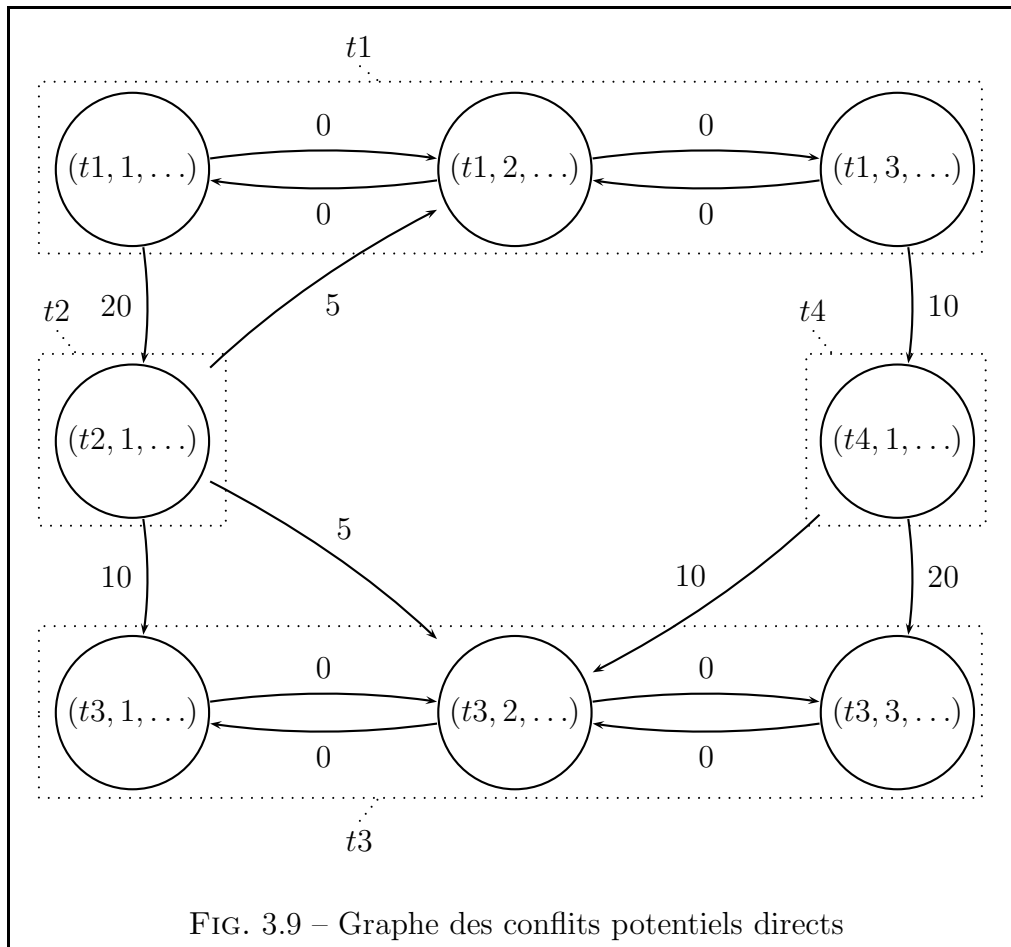 t1
0 0
(t1, 1, . . .) (t1, 2, . . .) (t1, 3, . . .)
0 0
20 5 10
t2 t4
(t2, 1, . . .) (t4, 1, . . .)
5
10 10 20
0 0
(t3, 1, . . .) (t3, 2, . . .) (t3, 3, . . .)
0 0
t3
FIG. 3.9 – Graphe des conflits potentiels directs